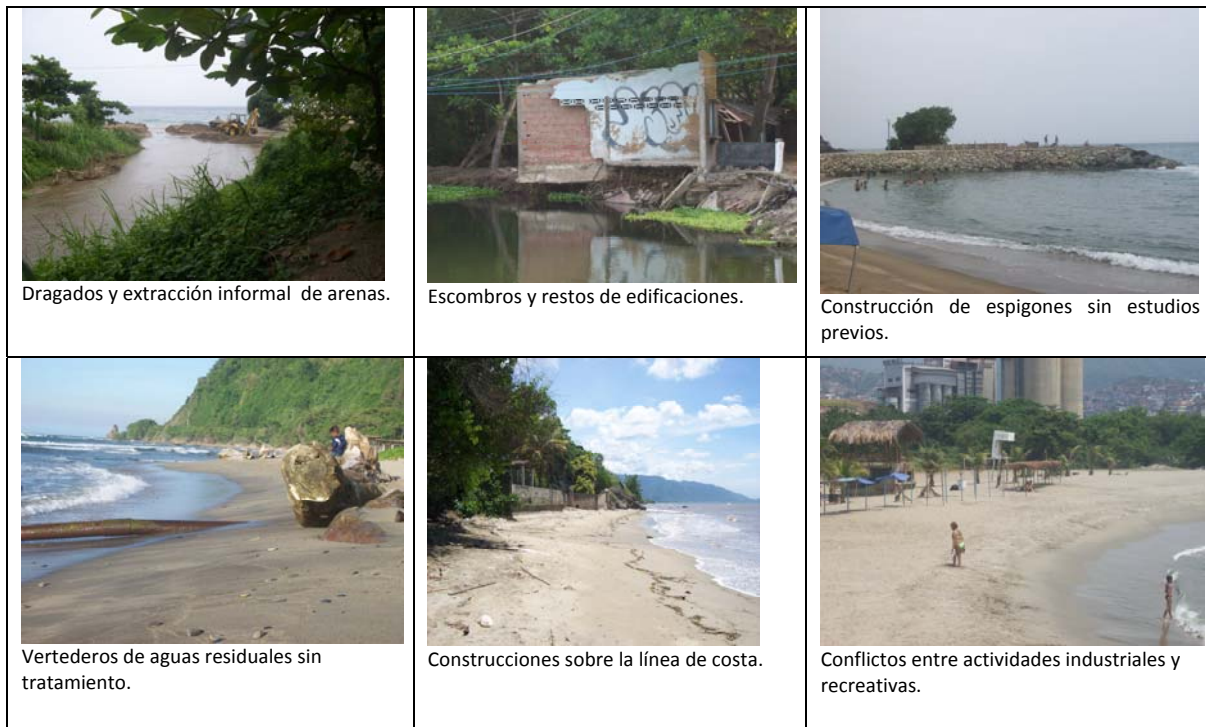 Dragados y extracción informal de arenas.
Escombros y restos de edificaciones.
Construcción de espigones sin estudios
previos.
Vertederos de aguas residuales sin
tratamiento.
Construcciones sobre la línea de costa.
Conflictos entre actividades industriales y
recreativas.